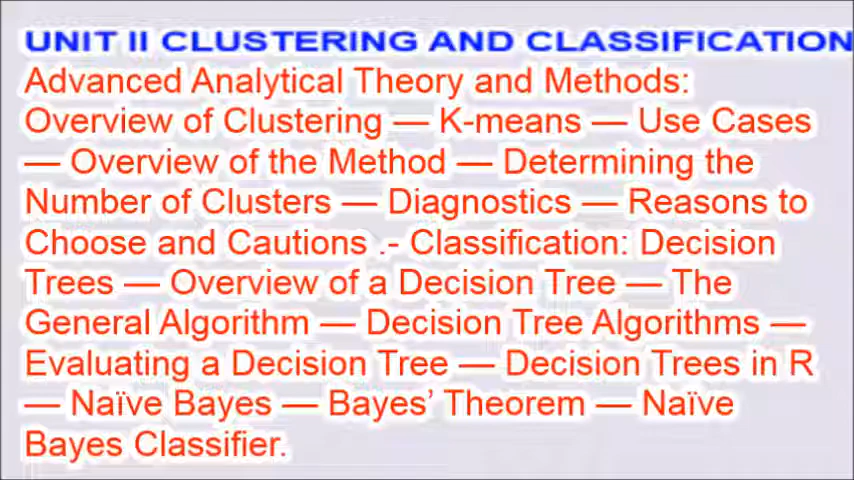 UNIT II CLUSTERING AND CLASSIFICATION
Advanced Analytical Theory and Methods:
Overview of Clustering — K-means — Use Cases
— Overview of the Method — Determining the
Number of Clusters — Diagnostics — Reasons to
Choose and Cautions .- Classification: Decision
Trees — Overview of a Decision Tree — The
General Algorithm — Decision Tree Algorithms —
Evaluating a Decision Tree — Decision Trees in R
— Naïve Bayes — Bayes’ Theorem — Naïve
Bayes Classifier.